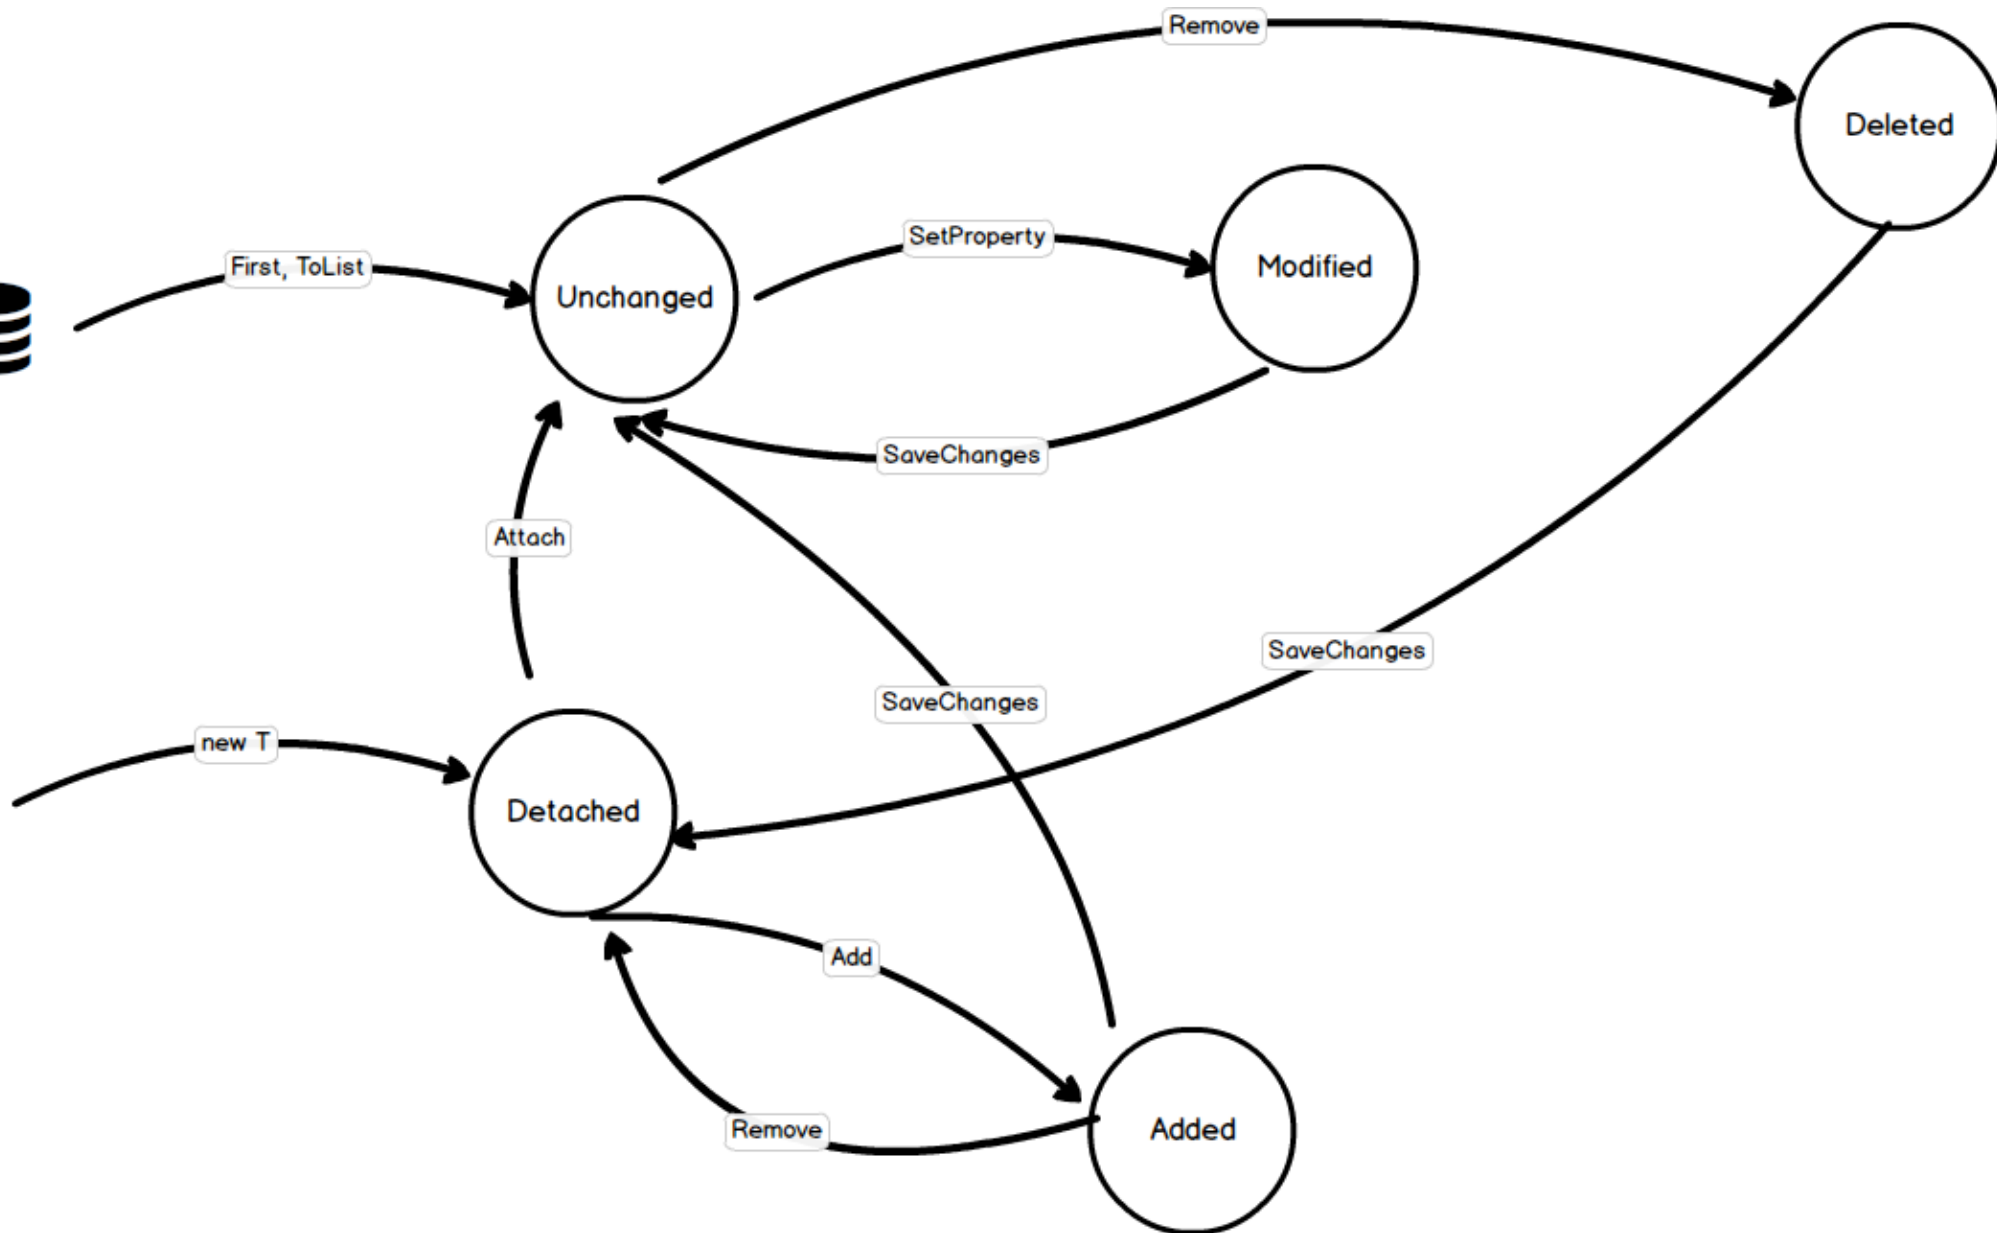 Remove
Deleted
SetProperty
Modified
First, ToList
Unchanged
SaveChanges
Attach
SaveChanges
SaveChanges
new T
Detached
Add
Remove
Added